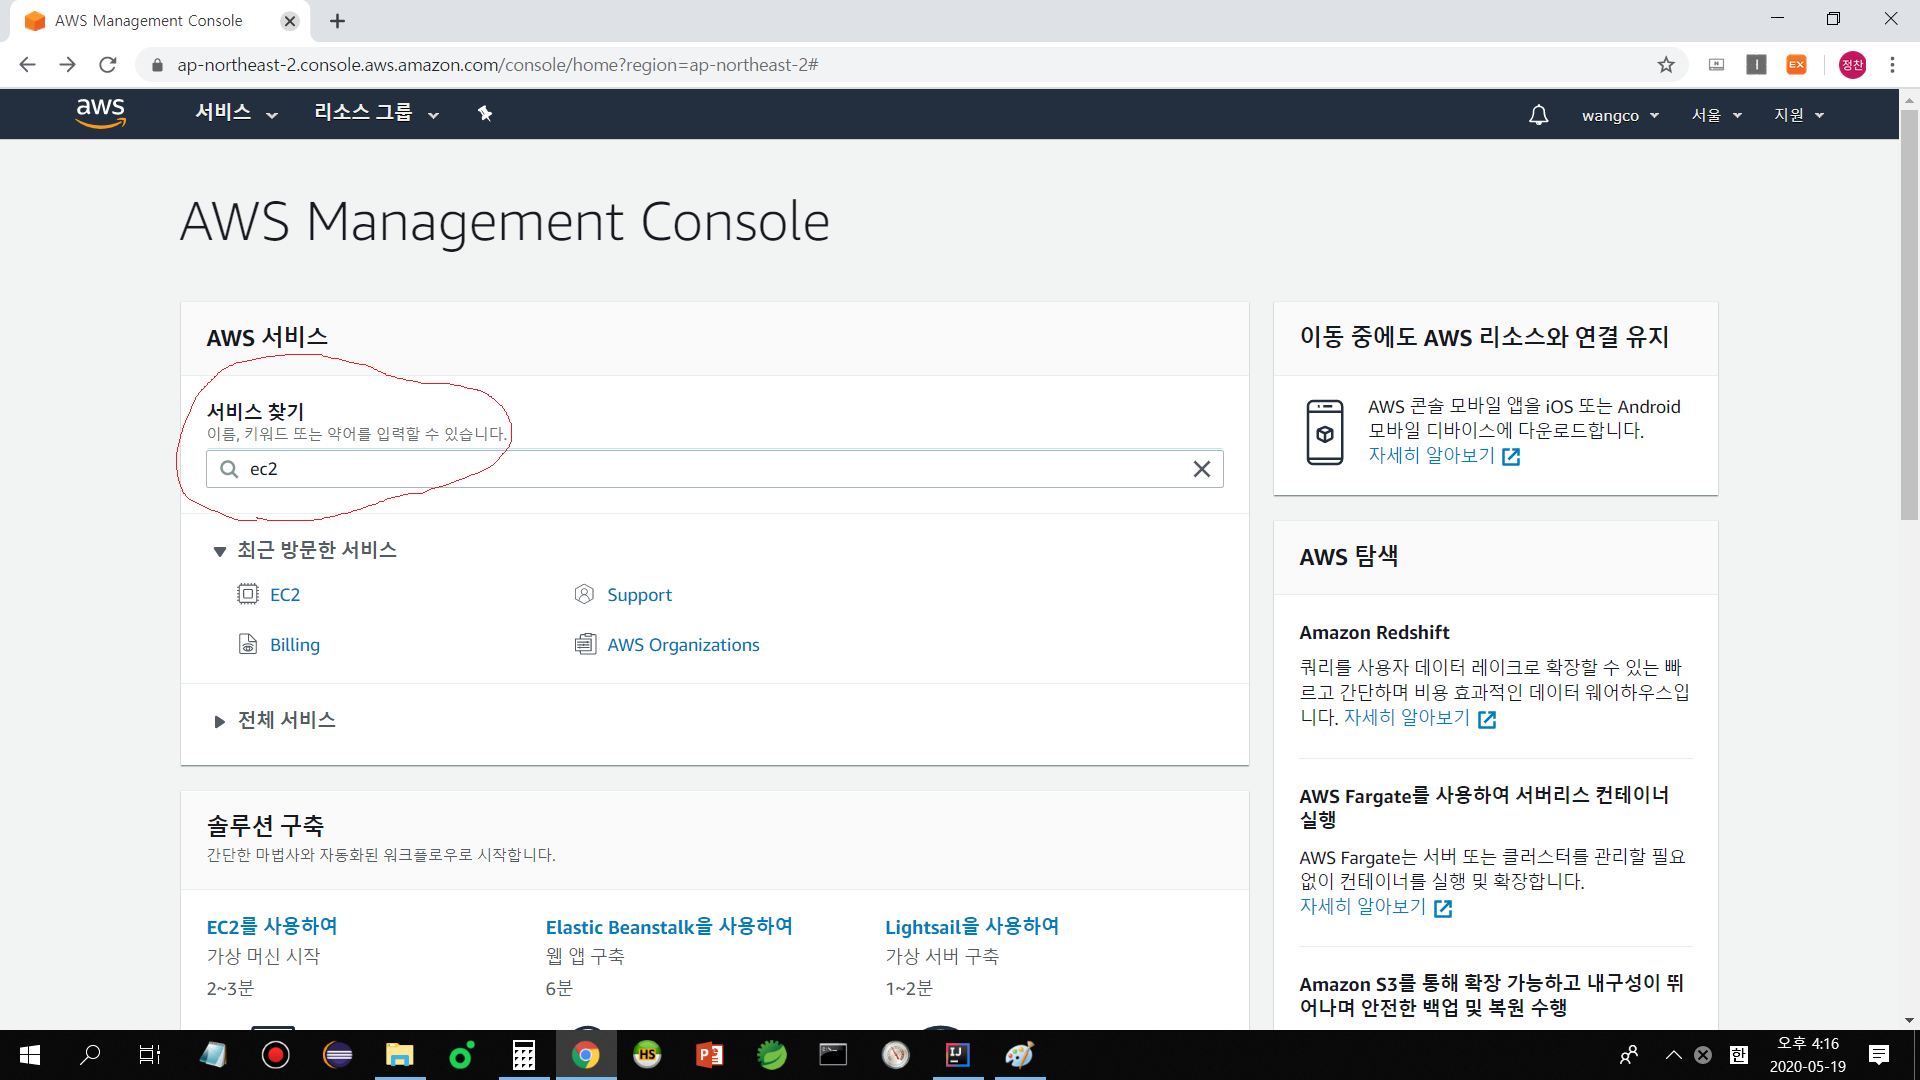 AWS Management Console
ap-northeast-2.console.aws.amazon.com/console/home?region=ap-northeast-2#
EX
정찬
aws
서비스
리소스 그룹
wangco
서울
지원
AWS Management Console
AWS 서비스
서비스 찾기
이름, 키워드 또는 약어를 입력할 수 있습니다.
ec2
최근 방문한 서비스
EC2
Support
Billing
AWS Organizations
전체 서비스
솔루션 구축
간단한 마법사와 자동화된 워크플로우로 시작합니다.
EC2를 사용하여
가상 머신 시작
2~3분
Elastic Beanstalk을 사용하여
웹 앱 구축
6분
Lightsail을 사용하여
가상 서버 구축
1~2분
이동 중에도 AWS 리소스와 연결 유지
AWS 콘솔 모바일 앱을 iOS 또는 Android
모바일 디바이스에 다운로드합니다.
자세히 알아보기
AWS 탐색
Amazon Redshift
쿼리를 사용자 데이터 레이크로 확장할 수 있는 빠
르고 간단하며 비용 효과적인 데이터 웨어하우스입
니다. 자세히 알아보기
AWS Fargate를 사용하여 서버리스 컨테이너
실행
AWS Fargate는 서버 또는 클러스터를 관리할 필요
없이 컨테이너를 실행 및 확장합니다.
자세히 알아보기
Amazon S3를 통해 확장 가능하고 내구성이 뛰
어나며 안전한 백업 및 복원 수행
HS
IJ
한
오후 4:16
2020-05-19